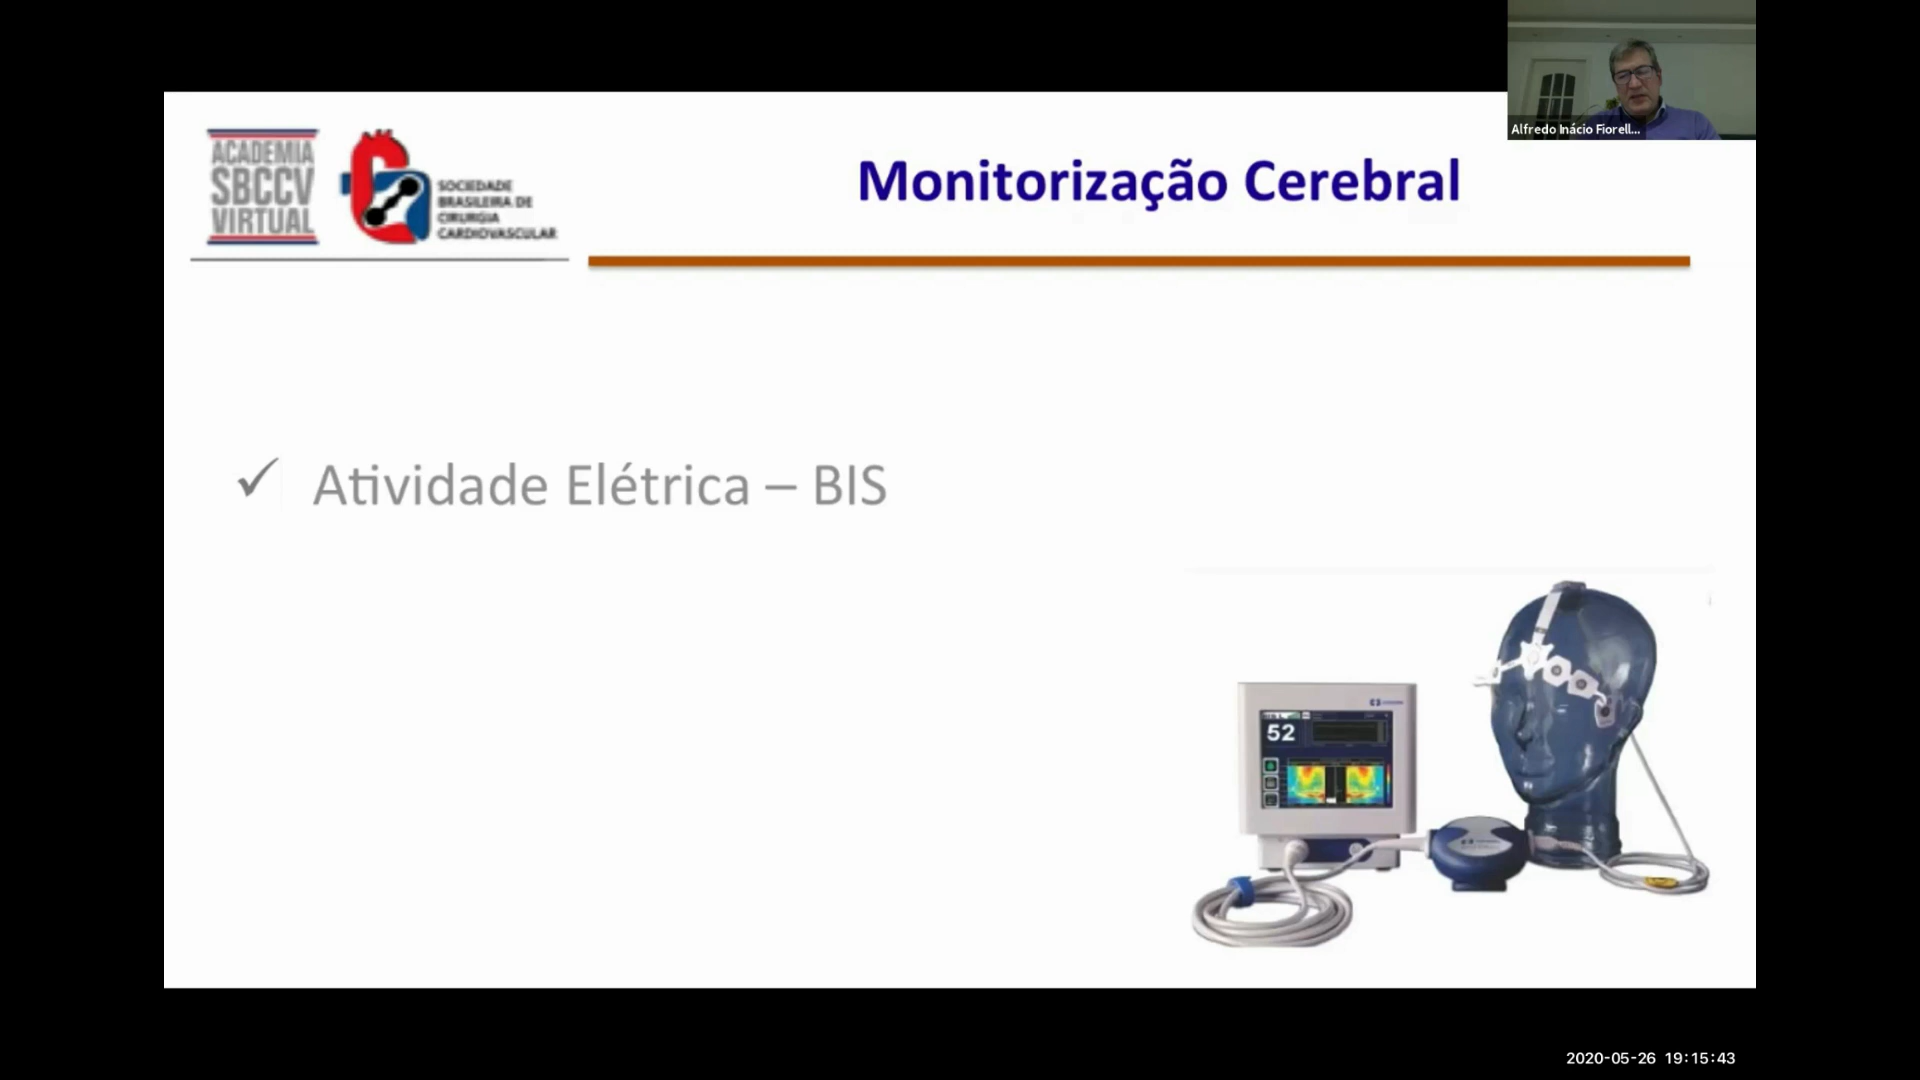 Alfredo Inácio Fiorell...
ACADEMIA
SBCCV
VIRTUAL
SOCIEDADE
BRASILEIRA DE
CIRURGIA
CARDIOVASCULAR
Monitorização Cerebral
✓ Atividade Elétrica – BIS
52
2020-05-26 19:15:43